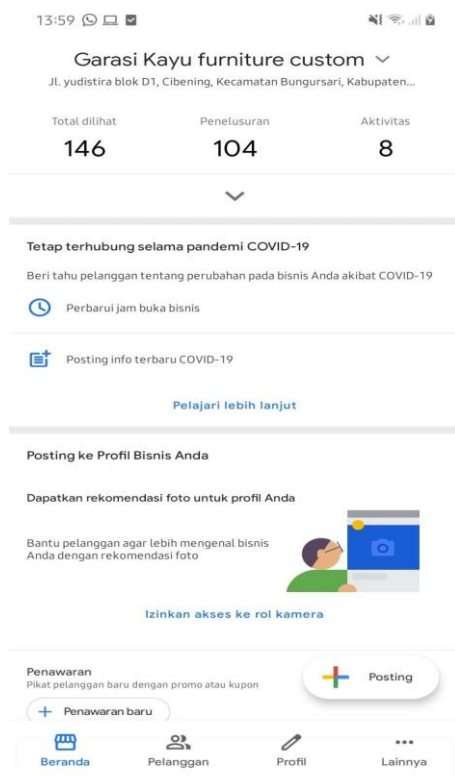 13:59
Garasi Kayu furniture custom
Jl. yudistira blok D1, Cibening, Kecamatan Bungursari, Kabupaten...
Total dilihat Penelusuran Aktivitas
146 104 8
Tetap terhubung selama pandemi COVID-19
Beri tahu pelanggan tentang perubahan pada bisnis Anda akibat COVID-19
Perbarui jam buka bisnis
Posting info terbaru COVID-19
Pelajari lebih lanjut
Posting ke Profil Bisnis Anda
Dapatkan rekomendasi foto untuk profil Anda
Bantu pelanggan agar lebih mengenal bisnis
Anda dengan rekomendasi foto
Izinkan akses ke rol kamera
Penawaran
Pikat pelanggan baru dengan promo atau kupon
Posting
+ Penawaran baru
Beranda Pelanggan Profil Lainnya